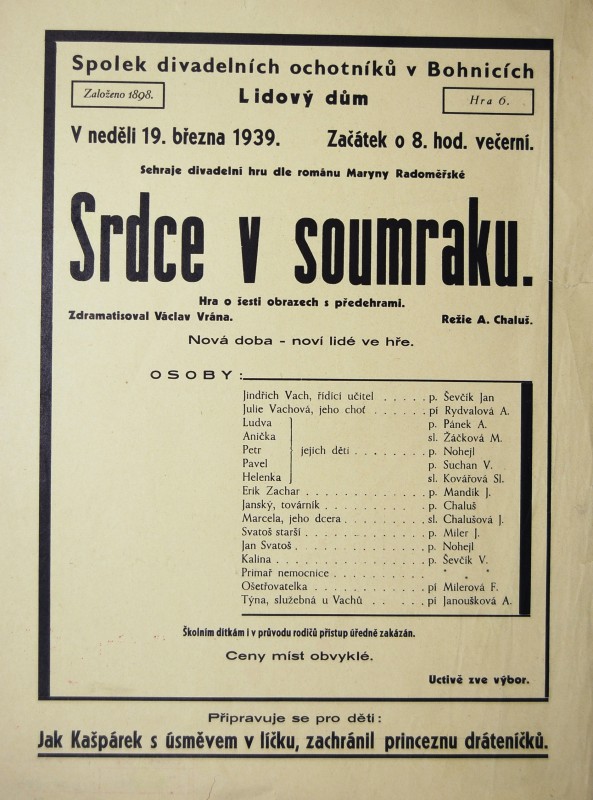 Spolek divadelních ochotníků v Bohnicích
Založeno 1898.
Lidový dům
Hra 6.
V neděli 19. března 1939. Začátek o 8. hod. večerní.
Sehraje divadelní hru dle románu Maryny Radoměřské
Srdce v soumraku.
Hra o šesti obrazech s předehrami.
Zdramatisoval Václav Vrána. Režie A. Chaluš.
Nová doba - noví lidé ve hře.
OSOBY:
Jindřich Vach, řídící učitel . . . . . p. Ševčík Jan
Julie Vachová, jeho choť . . . . . . pí Rydvalová A.
Ludva p. Pánek A.
Anička sl. Žáčková M.
Petr jejich děti . . . . . . . . p. Nohejl
Pavel p. Suchan V.
Helenka sl. Kovářová Sl.
Erik Zachar . . . . . . . . . . . . . p. Mandík J.
Janský, továrník . . . . . . . . . . . p. Chaluš
Marcela, jeho dcera . . . . . . . . . sl. Chalušová J.
Svatoš starší . . . . . . . . . . . . . p. Miler J.
Jan Svatoš . . . . . . . . . . . . . . p. Nohejl
Kalina . . . . . . . . . . . . . . . . p. Ševčík V.
Primář nemocnice . . . . . . . . . . * * *
Ošetřovatelka . . . . . . . . . . . . pí Milerová F.
Týna, služebná u Vachů . . . . . pí Janoušková A.
Školním dítkám i v průvodu rodičů přístup úředně zakázán.
Ceny míst obvyklé.
Uctivě zve výbor.
Připravuje se pro děti:
Jak Kašpárek s úsměvem v líčku, zachránil princeznu dráteníčků.